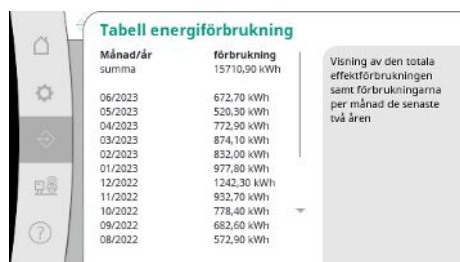 Tabell energiförbrukning
Månad/år förbrukning
summa 15710,90 kWh
06/2023 672,70 kWh
05/2023 520,30 kWh
04/2023 772,90 kWh
03/2023 874,10 kWh
02/2023 832,00 kWh
01/2023 977,80 kWh
12/2022 1242,30 kWh
11/2022 932,70 kWh
10/2022 778,40 kWh
09/2022 682,60 kWh
08/2022 572,90 kWh
Visning av den totala
effektförbrukningen
samt förbrukningarna
per månad de senaste
två åren